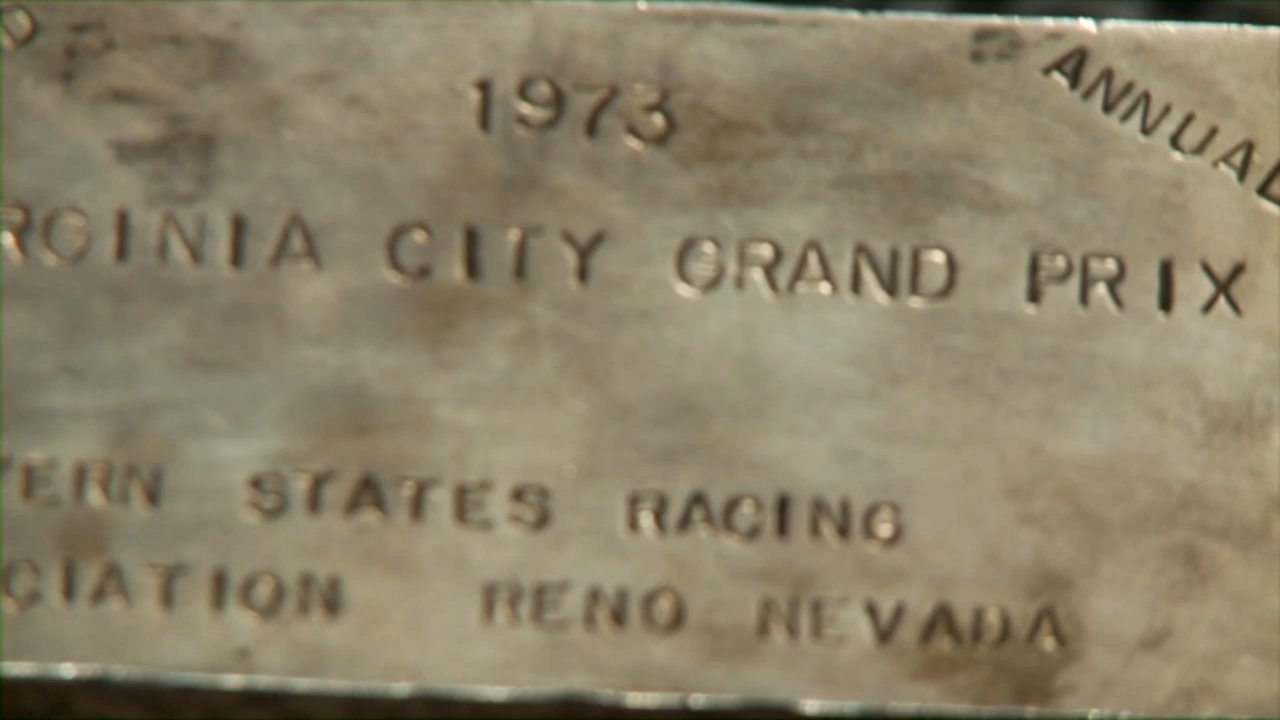 1973
ANNUAL
RGINIA CITY GRAND PRIX
TERN STATES RACING
CIATION RENO NEVADA